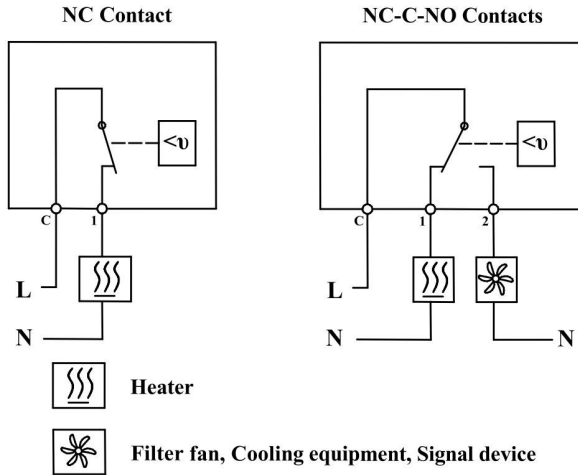 NC Contact
NC-C-NO Contacts
<υ
<υ
C 1
C 1 2
L
L
N
N N
Heater
Filter fan, Cooling equipment, Signal device